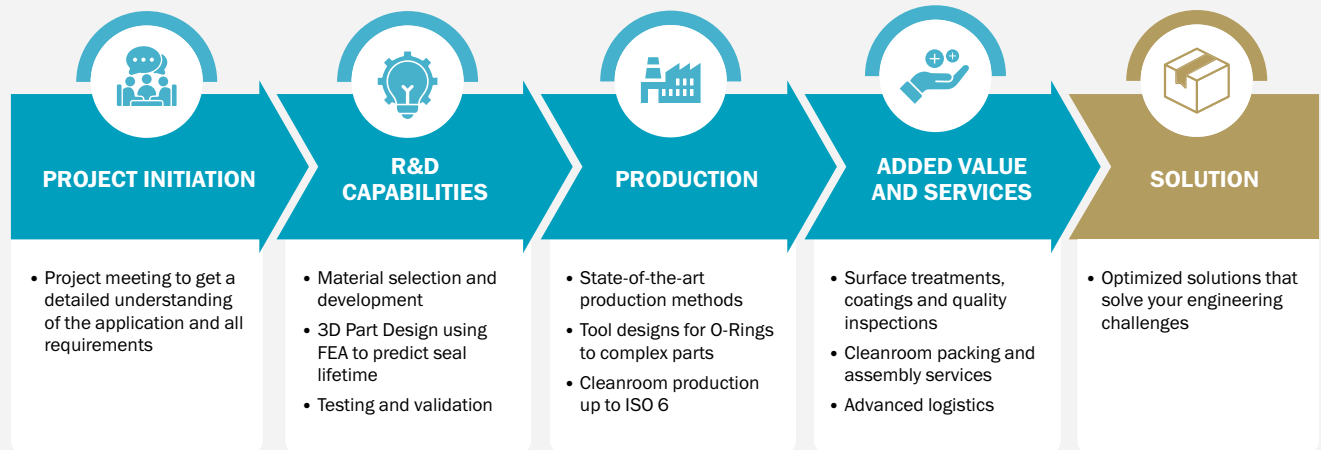 PROJECT INITIATION
• Project meeting to get a
detailed understanding
of the application and all
requirements
R&D
CAPABILITIES
• Material selection and
development
• 3D Part Design using
FEA to predict seal
lifetime
• Testing and validation
PRODUCTION
• State-of-the-art
production methods
• Tool designs for O-Rings
to complex parts
• Cleanroom production
up to ISO 6
ADDED VALUE
AND SERVICES
• Surface treatments,
coatings and quality
inspections
• Cleanroom packing and
assembly services
• Advanced logistics
SOLUTION
• Optimized solutions that
solve your engineering
challenges